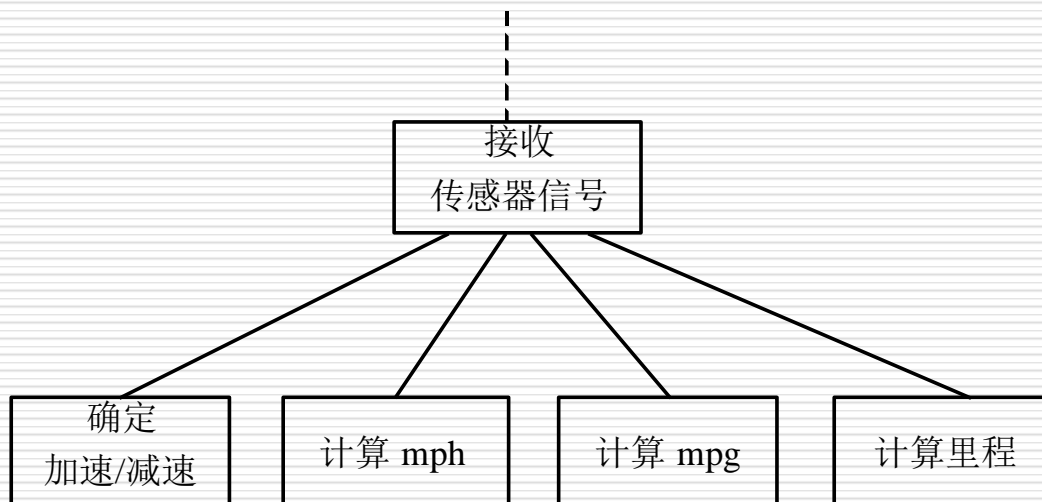 接收
传感器信号
确定
加速/减速
计算 mph
计算 mpg
计算里程